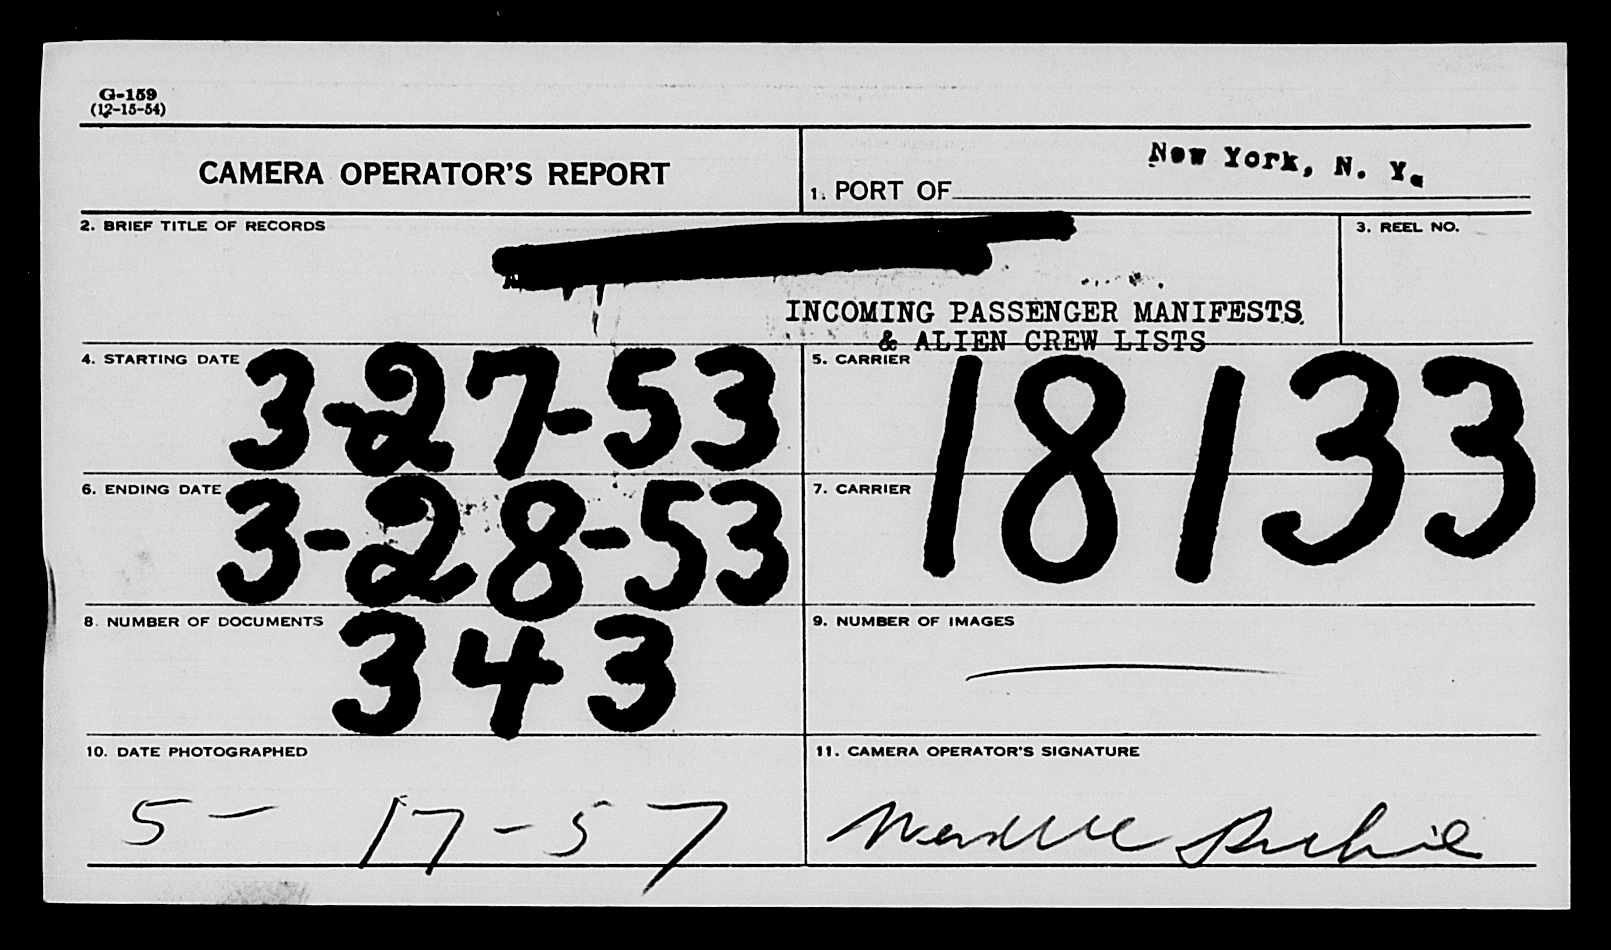 G-159
(12-15-54)
CAMERA OPERATOR'S REPORT
1. PORT OF New York, N. Y.
2. BRIEF TITLE OF RECORDS
3. REEL NO.
INCOMING PASSENGER MANIFESTS
& ALIEN CREW LISTS
4. STARTING DATE 3-27-53
5. CARRIER
18133
6. ENDING DATE 3-28-53
7. CARRIER
8. NUMBER OF DOCUMENTS 343
9. NUMBER OF IMAGES
10. DATE PHOTOGRAPHED
11. CAMERA OPERATOR'S SIGNATURE
5-17-57